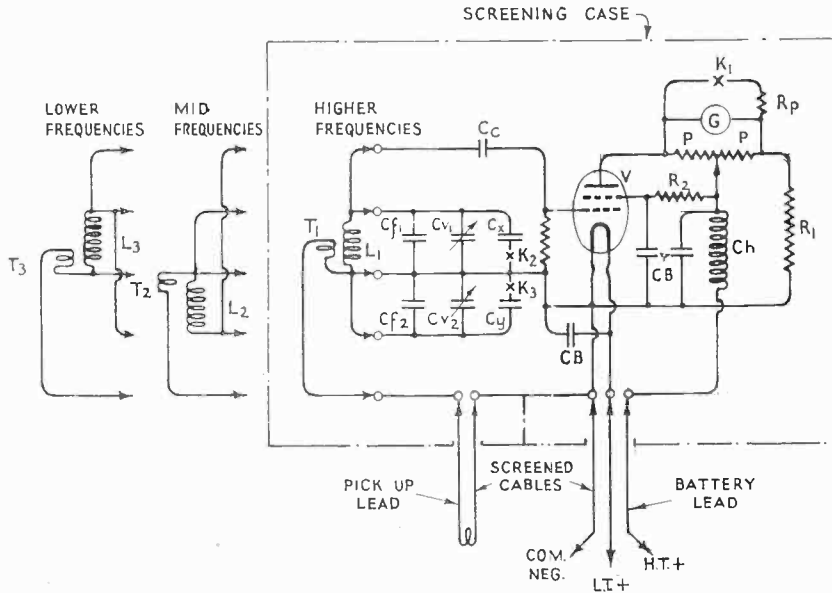 SCREENING CASE
K1
Rp
G
P P
LOWER
FREQUENCIES
MID
FREQUENCIES
HIGHER
FREQUENCIES
CC
V
R2
R1
T1
L1
Cf1
Cv1
Cx
K2
K3
Cf2
Cv2
Cy
CB
CB
Ch
T3
L3
T2
L2
PICK UP
LEAD
SCREENED
CABLES
BATTERY
LEAD
COM.
NEG.
L.T.+
H.T.+